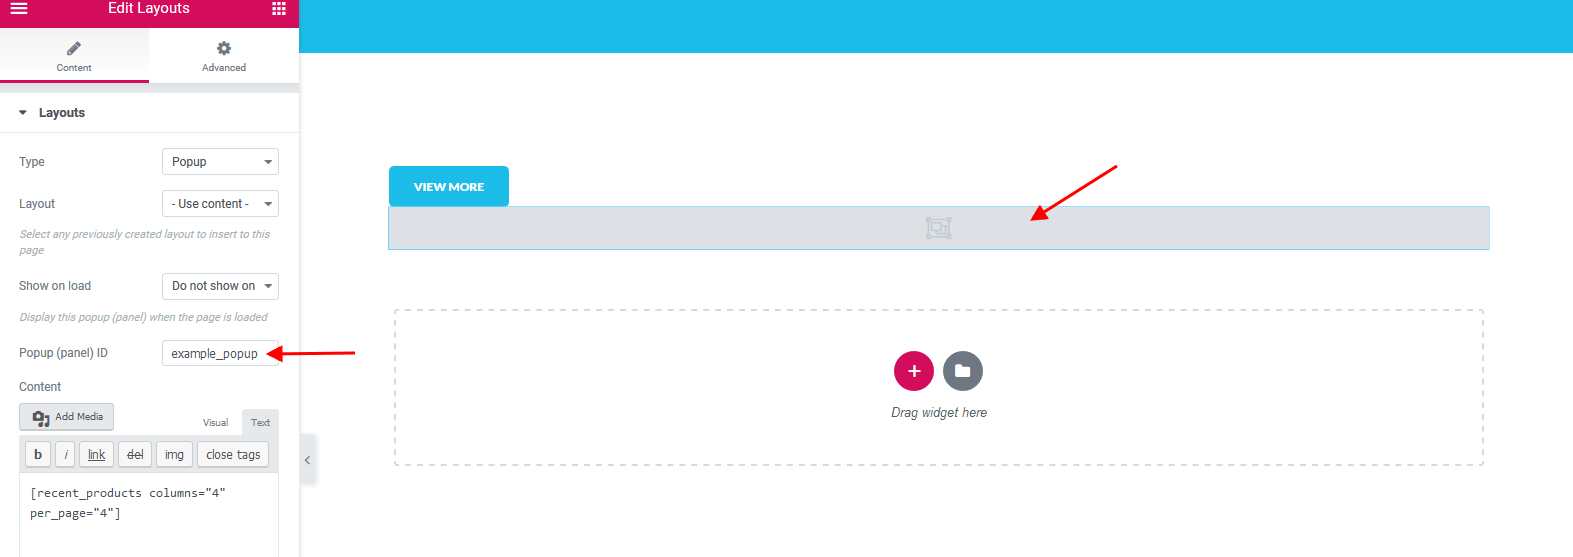 Edit Layouts
Content
Advanced
Layouts
Type
Popup
Layout
- Use content -
Select any previously created layout to insert to this
page
Show on load
Do not show on
Display this popup (panel) when the page is loaded
Popup (panel) ID
example_popup
Content
Add Media
Visual
Text
b
i
link
del
img
close tags
[recent_products columns="4"
per_page="4"]
VIEW MORE
Drag widget here